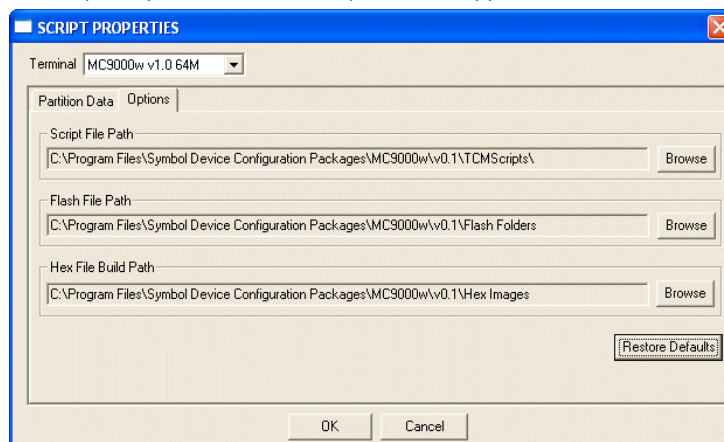 SCRIPT PROPERTIES
Terminal MC9000w v1.0 64M
Partition Data Options
Script File Path
C:\Program Files\Symbol Device Configuration Packages\MC9000w\v0.1\TCMScripts\ Browse
Flash File Path
C:\Program Files\Symbol Device Configuration Packages\MC9000w\v0.1\Flash Folders Browse
Hex File Build Path
C:\Program Files\Symbol Device Configuration Packages\MC9000w\v0.1\Hex Images Browse
Restore Defaults
OK Cancel